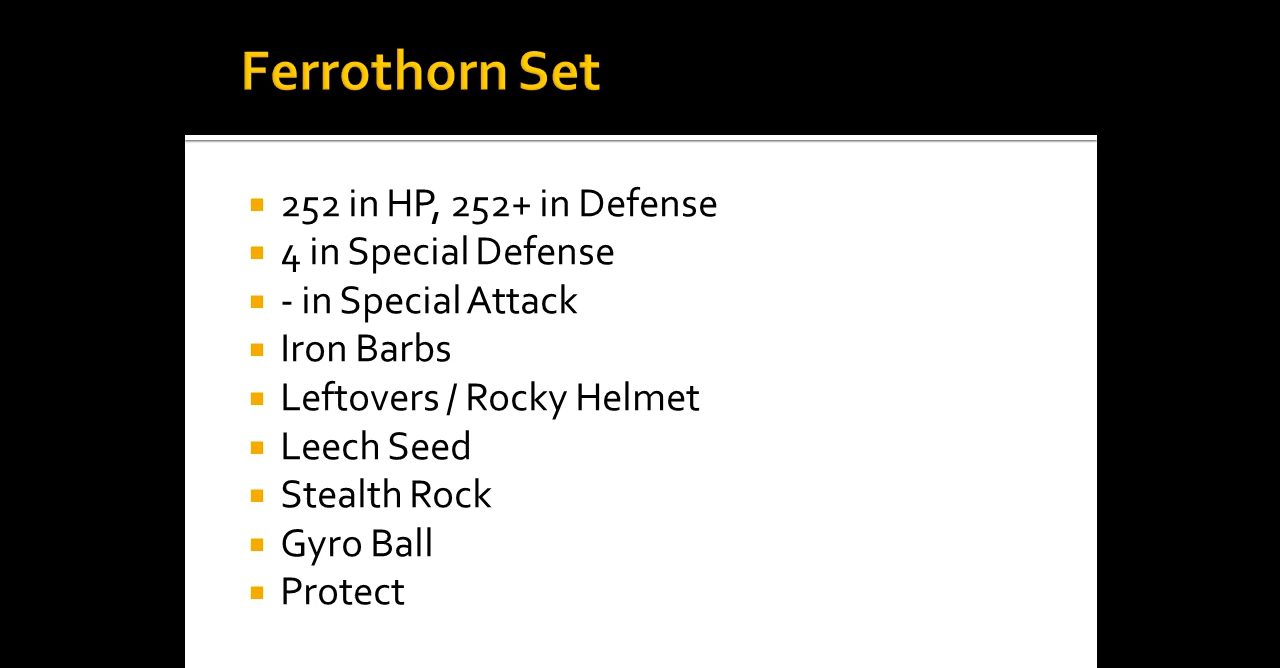 Ferrothorn Set
252 in HP, 252+ in Defense
4 in Special Defense
- in Special Attack
Iron Barbs
Leftovers / Rocky Helmet
Leech Seed
Stealth Rock
Gyro Ball
Protect